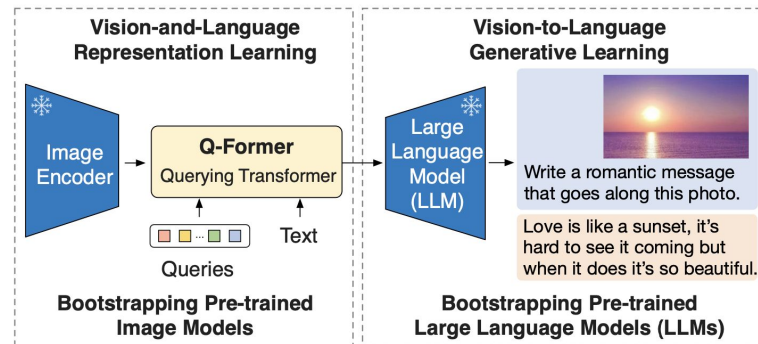 Vision-and-Language
Representation Learning
Image
Encoder
Q-Former
Querying Transformer
...
Queries
Text
Bootstrapping Pre-trained
Image Models
Vision-to-Language
Generative Learning
Large
Language
Model
(LLM)
Write a romantic message
that goes along this photo.
Love is like a sunset, it's
hard to see it coming but
when it does it's so beautiful.
Bootstrapping Pre-trained
Large Language Models (LLMs)